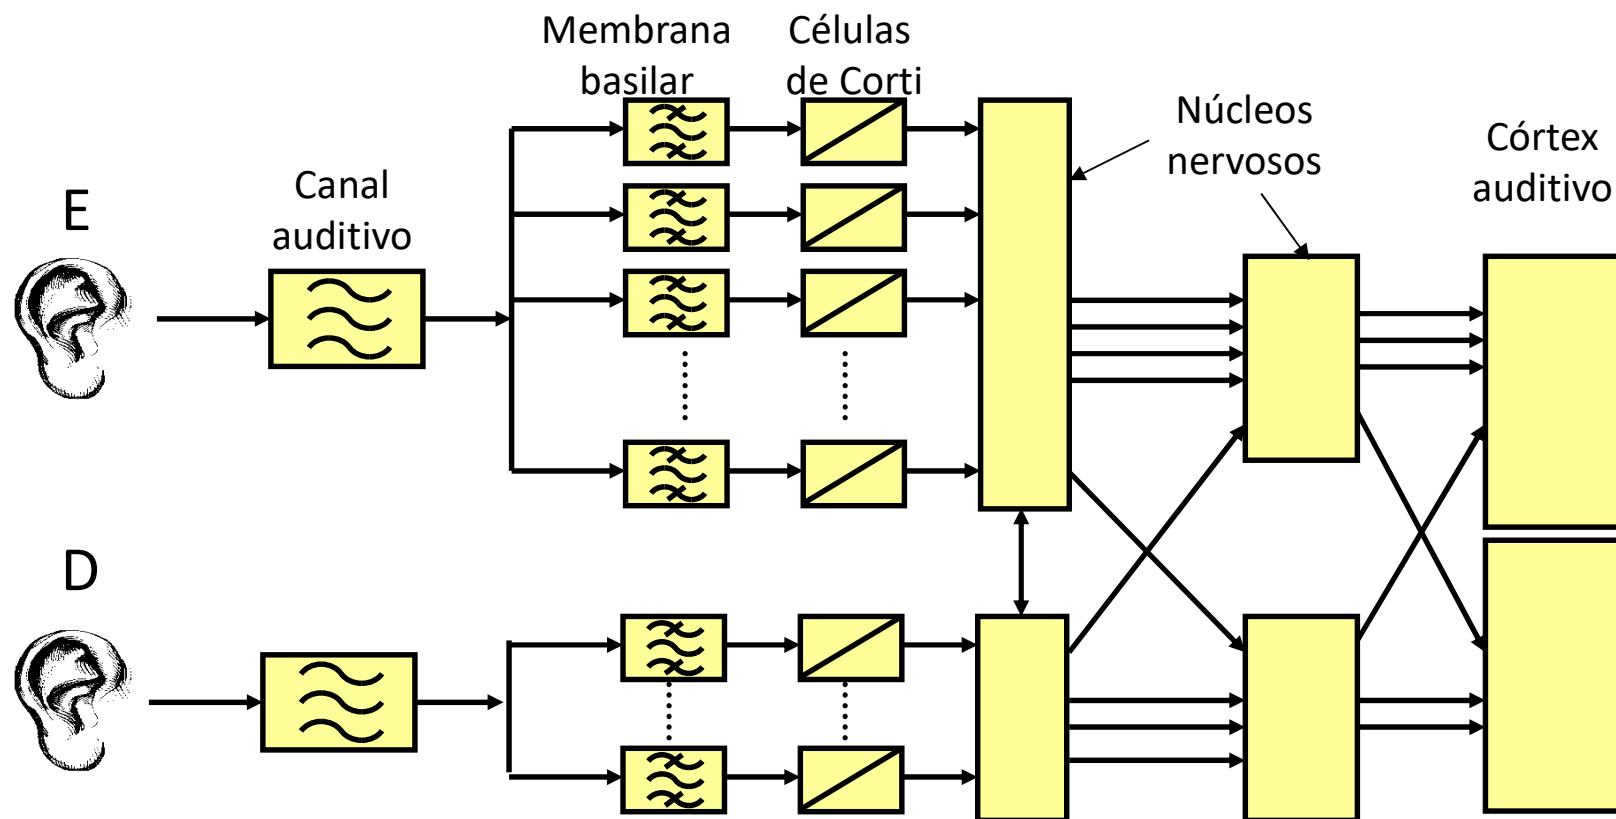 Membrana
basilar
Células
de Corti
Núcleos
nervosos
Córtex
auditivo
Canal
auditivo
E
D